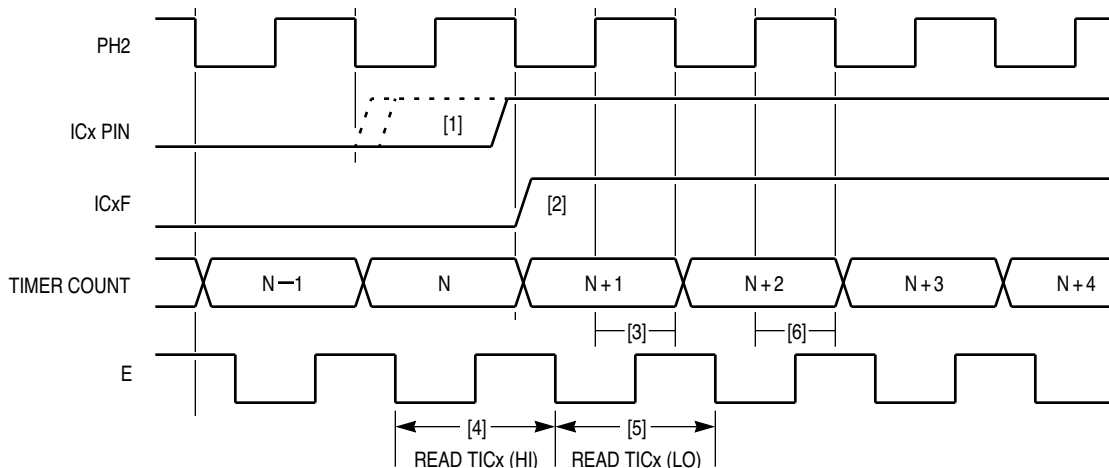 PH2
ICx PIN
[1]
ICxF
[2]
TIMER COUNT
N—1
N
N + 1
N + 2
N + 3
N + 4
[3]
[6]
E
[4]
[5]
READ TICx (HI)
READ TICx (LO)